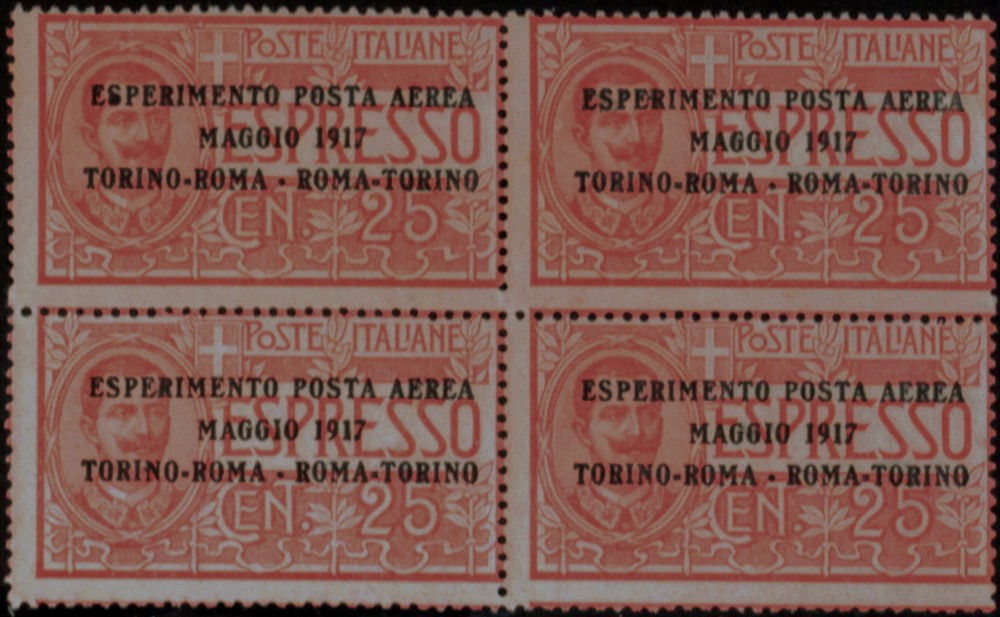 POSTE ITALIANE
ESPERIMENTO POSTA AEREA
MAGGIO 1917
ESPRESSO
TORINO-ROMA · ROMA-TORINO
CEN. 25
POSTE ITALIANE
ESPERIMENTO POSTA AEREA
MAGGIO 1917
ESPRESSO
TORINO-ROMA · ROMA-TORINO
CEN. 25
POSTE ITALIANE
ESPERIMENTO POSTA AEREA
MAGGIO 1917
ESPRESSO
TORINO-ROMA · ROMA-TORINO
CEN. 25
POSTE ITALIANE
ESPERIMENTO POSTA AEREA
MAGGIO 1917
ESPRESSO
TORINO-ROMA · ROMA-TORINO
CEN. 25